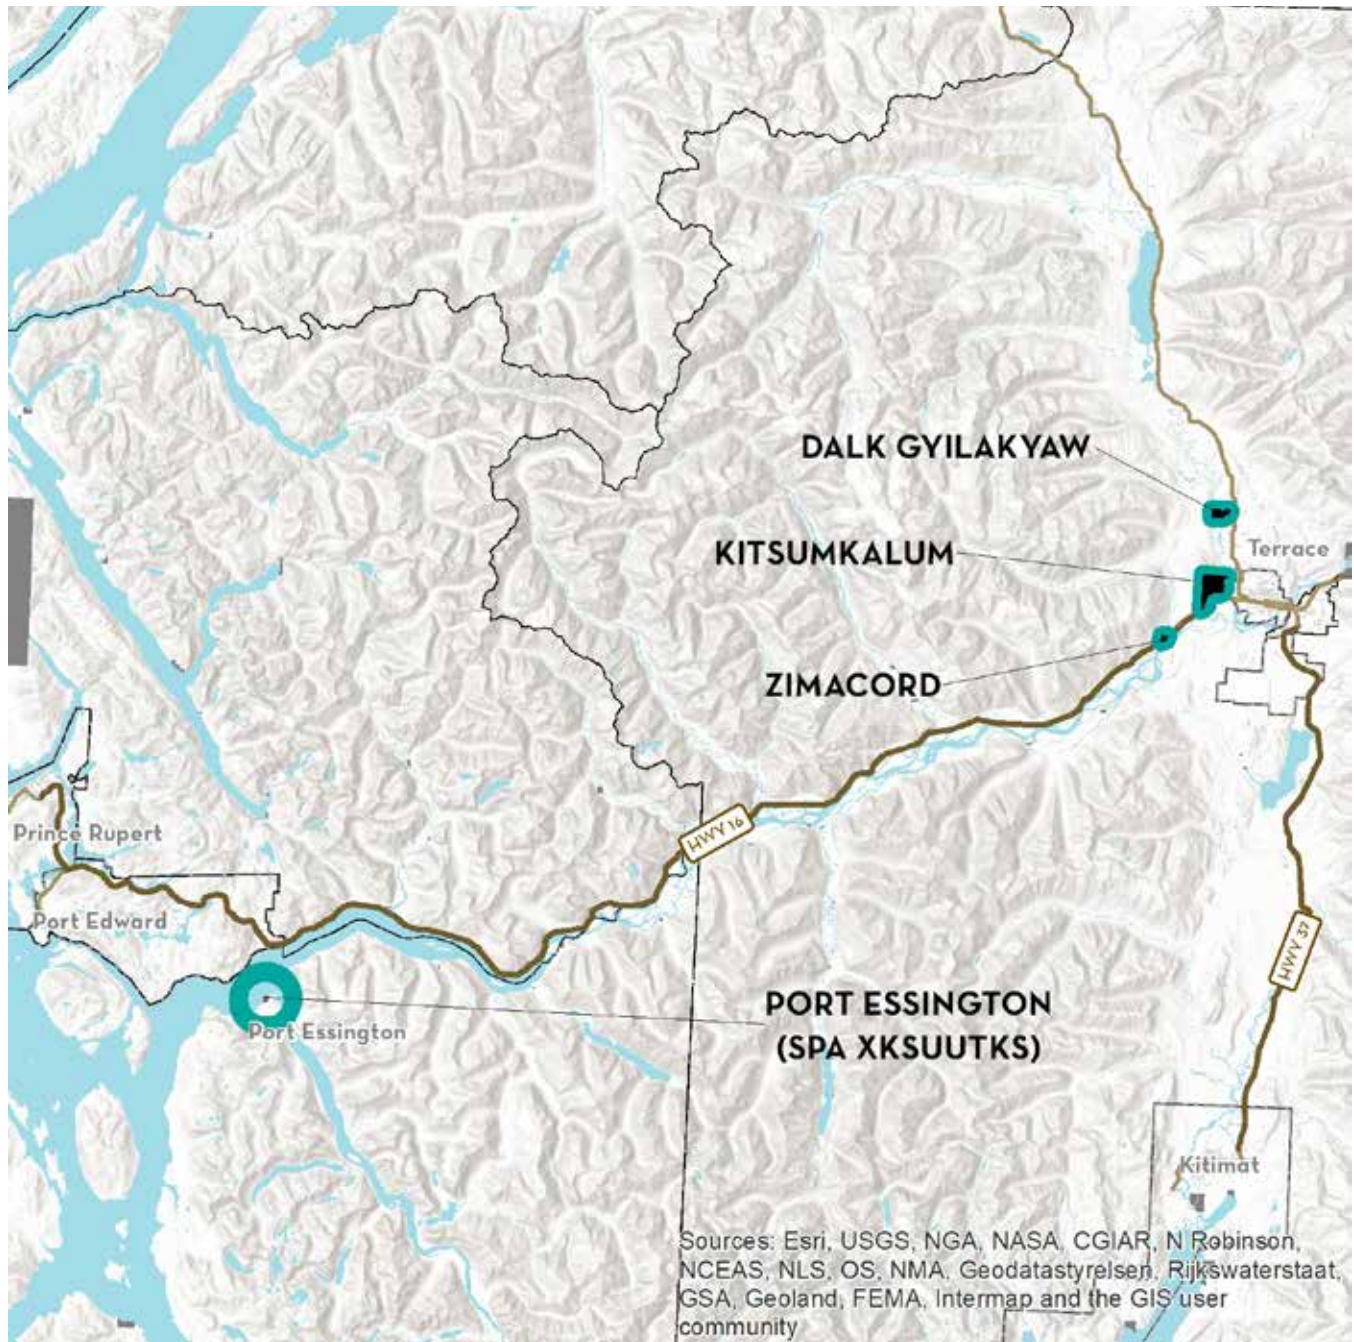 DALK GYILAKYAW
KITSUMKALUM
Terrace
ZIMACORD
HWY 16
Prince Rupert
Port Edward
HWY 37
PORT ESSINGTON
(SPA XKSUUTKS)
Port Essington
Kitimat
Sources: Esri, USGS, NGA, NASA, CGIAR, N Robinson,
NCEAS, NLS, OS, NMA, Geodatastyrelsen, Rijkswaterstaat,
GSA, Geoland, FEMA, Intermap and the GIS user
community